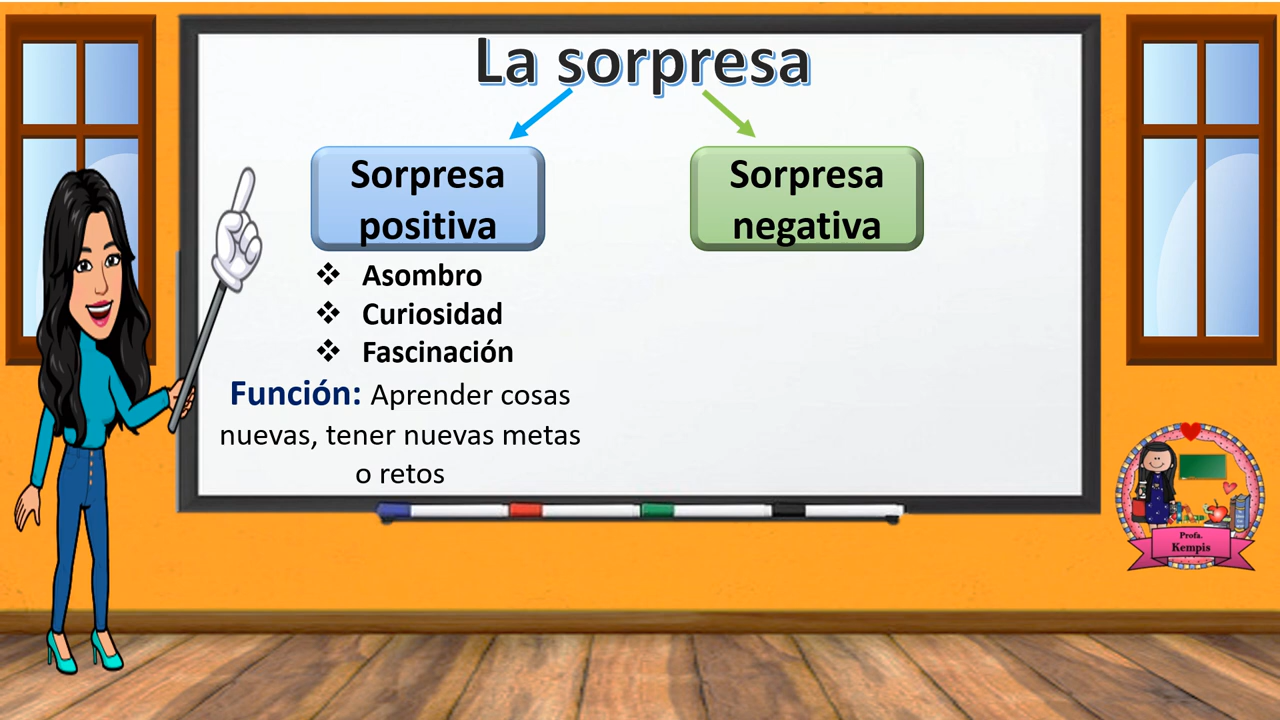 La sorpresa
Sorpresa
positiva
Sorpresa
negativa
❖ Asombro
❖ Curiosidad
❖ Fascinación
Función: Aprender cosas
nuevas, tener nuevas metas
o retos
Profa.
Kempis